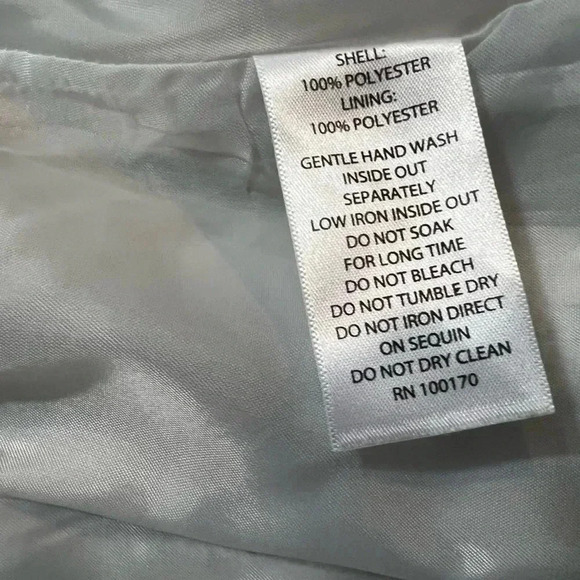 SHELL:
100% POLYESTER
LINING:
100% POLYESTER
GENTLE HAND WASH
INSIDE OUT
SEPARATELY
LOW IRON INSIDE OUT
DO NOT SOAK
FOR LONG TIME
DO NOT BLEACH
DO NOT TUMBLE DRY
DO NOT IRON DIRECT
ON SEQUIN
DO NOT DRY CLEAN
RN 100170